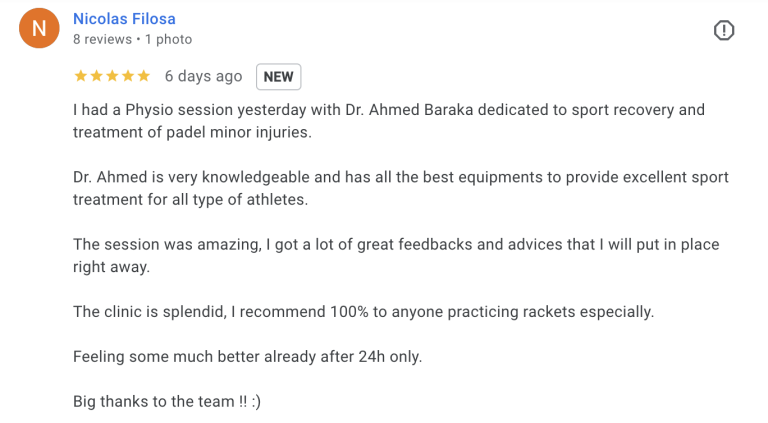 N
Nicolas Filosa
8 reviews • 1 photo
★★★★★ 6 days ago NEW
I had a Physio session yesterday with Dr. Ahmed Baraka dedicated to sport recovery and
treatment of padel minor injuries.
Dr. Ahmed is very knowledgeable and has all the best equipments to provide excellent sport
treatment for all type of athletes.
The session was amazing, I got a lot of great feedbacks and advices that I will put in place
right away.
The clinic is splendid, I recommend 100% to anyone practicing rackets especially.
Feeling some much better already after 24h only.
Big thanks to the team !! :)